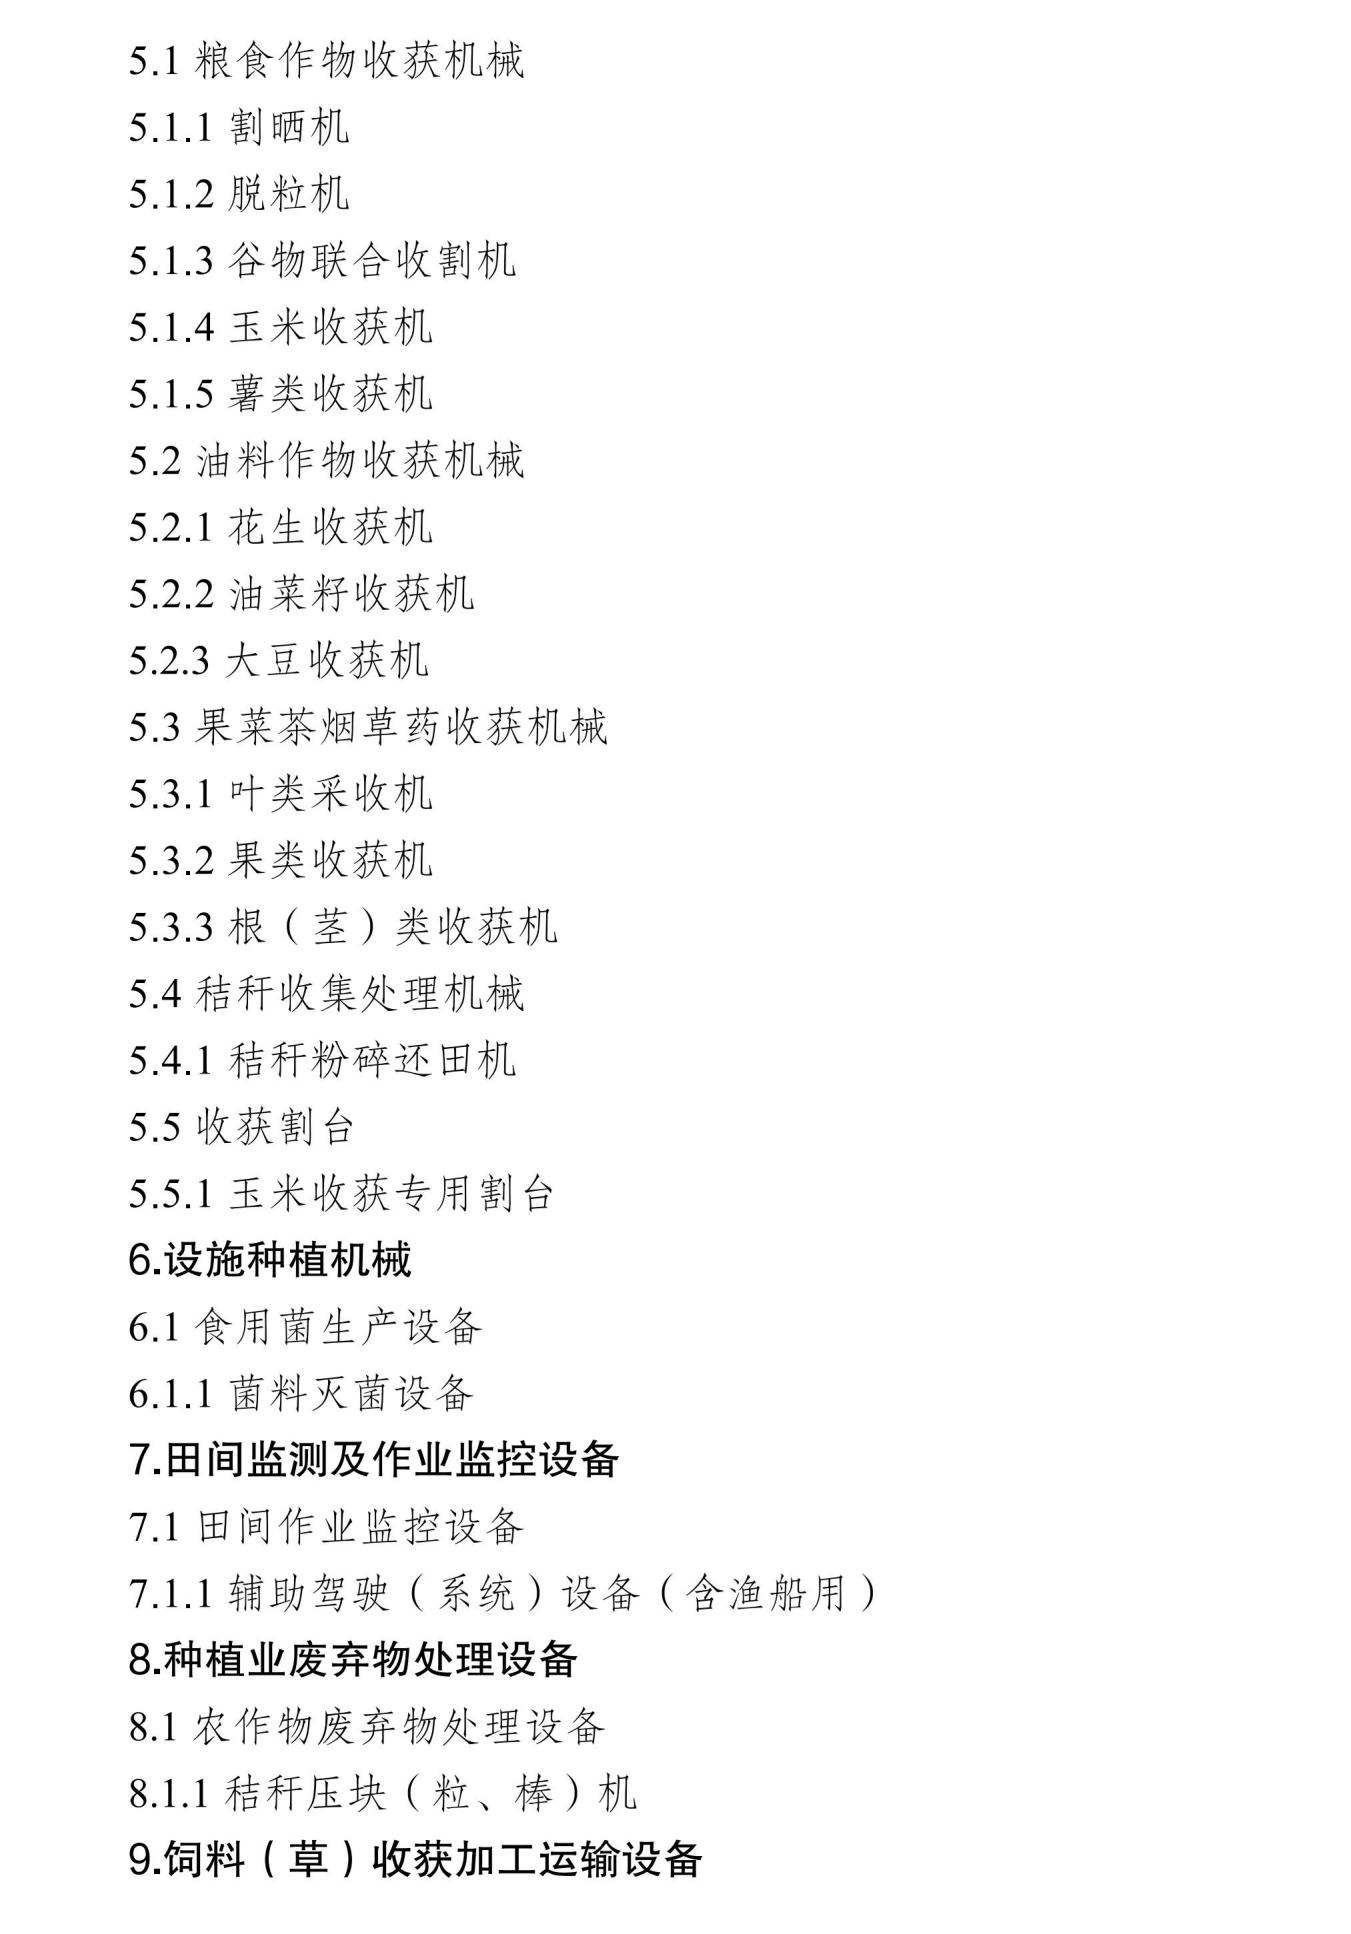 5.1 粮食作物收获机械
5.1.1 割晒机
5.1.2 脱粒机
5.1.3 谷物联合收割机
5.1.4 玉米收获机
5.1.5 薯类收获机
5.2 油料作物收获机械
5.2.1 花生收获机
5.2.2 油菜籽收获机
5.2.3 大豆收获机
5.3 果菜茶烟草药收获机械
5.3.1 叶类采收机
5.3.2 果类收获机
5.3.3 根（茎）类收获机
5.4 秸秆收集处理机械
5.4.1 秸秆粉碎还田机
5.5 收获割台
5.5.1 玉米收获专用割台
6.设施种植机械
6.1 食用菌生产设备
6.1.1 菌料灭菌设备
7.田间监测及作业监控设备
7.1 田间作业监控设备
7.1.1 辅助驾驶（系统）设备（含渔船用）
8.种植业废弃物处理设备
8.1 农作物废弃物处理设备
8.1.1 秸秆压块（粒、棒）机
9.饲料（草）收获加工运输设备